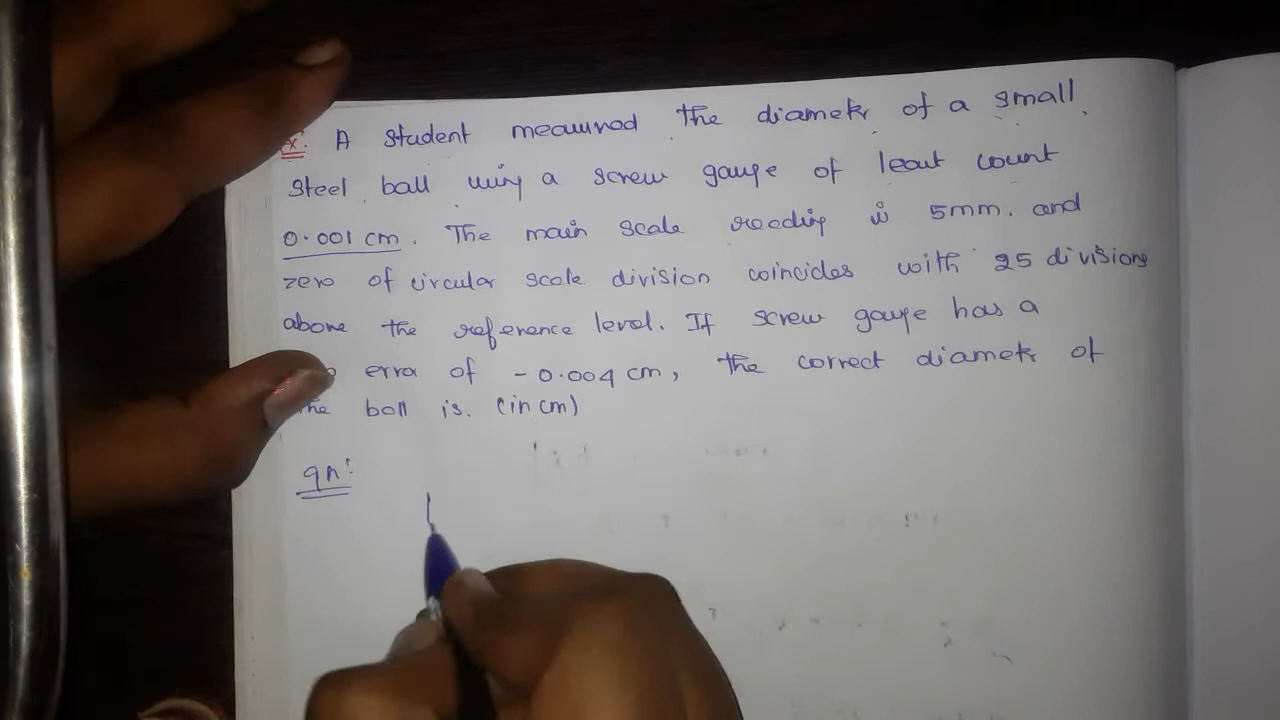 Ex: A student measured the diameter of a small
steel ball using a screw gauge of least count
0.001 cm. The main scale reading is 5mm. and
zero of circular scale division coincides with 25 divisions
above the reference level. If screw gauge has a
error of -0.004 cm, the correct diameter of
the ball is. (in cm)
gn: